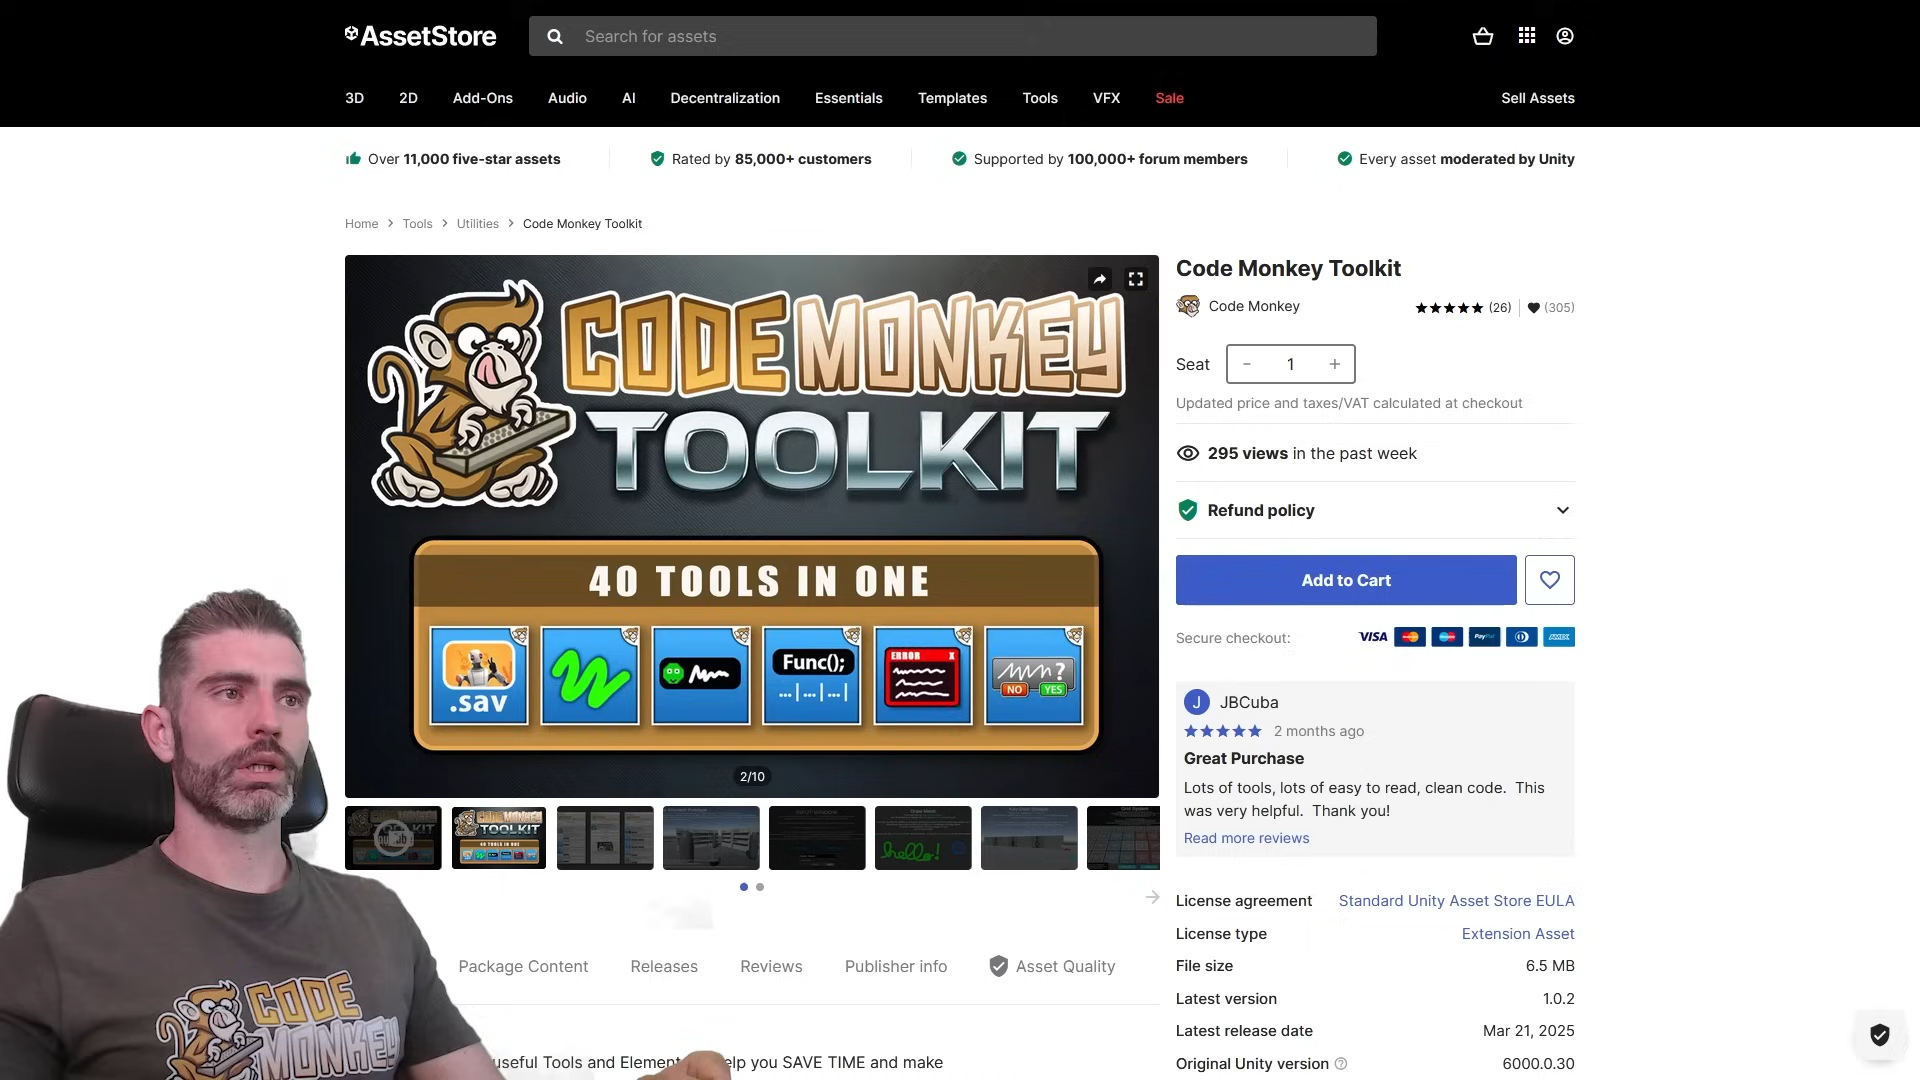 AssetStore
Search for assets
3D
2D
Add-Ons
Audio
AI
Decentralization
Essentials
Templates
Tools
VFX
Sale
Sell Assets
Over 11,000 five-star assets
Rated by 85,000+ customers
Supported by 100,000+ forum members
Every asset moderated by Unity
Home > Tools > Utilities > Code Monkey Toolkit
CODE MONKEY
TOOLKIT
40 TOOLS IN ONE
.sav
Func();
...|...|...|
ERROR X
?
NO YES
2/10
Code Monkey Toolkit
Code Monkey
(26)
(305)
Seat
- 1 +
Updated price and taxes/VAT calculated at checkout
295 views in the past week
Refund policy
Add to Cart
Secure checkout:
VISA
PayPal
AMEX
J
JBCuba
2 months ago
Great Purchase
Lots of tools, lots of easy to read, clean code. This
was very helpful. Thank you!
Read more reviews
TOOLKIT
40 TOOLS IN ONE
hello!
License agreement
Standard Unity Asset Store EULA
License type
Extension Asset
File size
6.5 MB
Latest version
1.0.2
Latest release date
Mar 21, 2025
Original Unity version
6000.0.30
Package Content
Releases
Reviews
Publisher info
Asset Quality
useful Tools and Element
elp you SAVE TIME and make
CODE
MONKEY